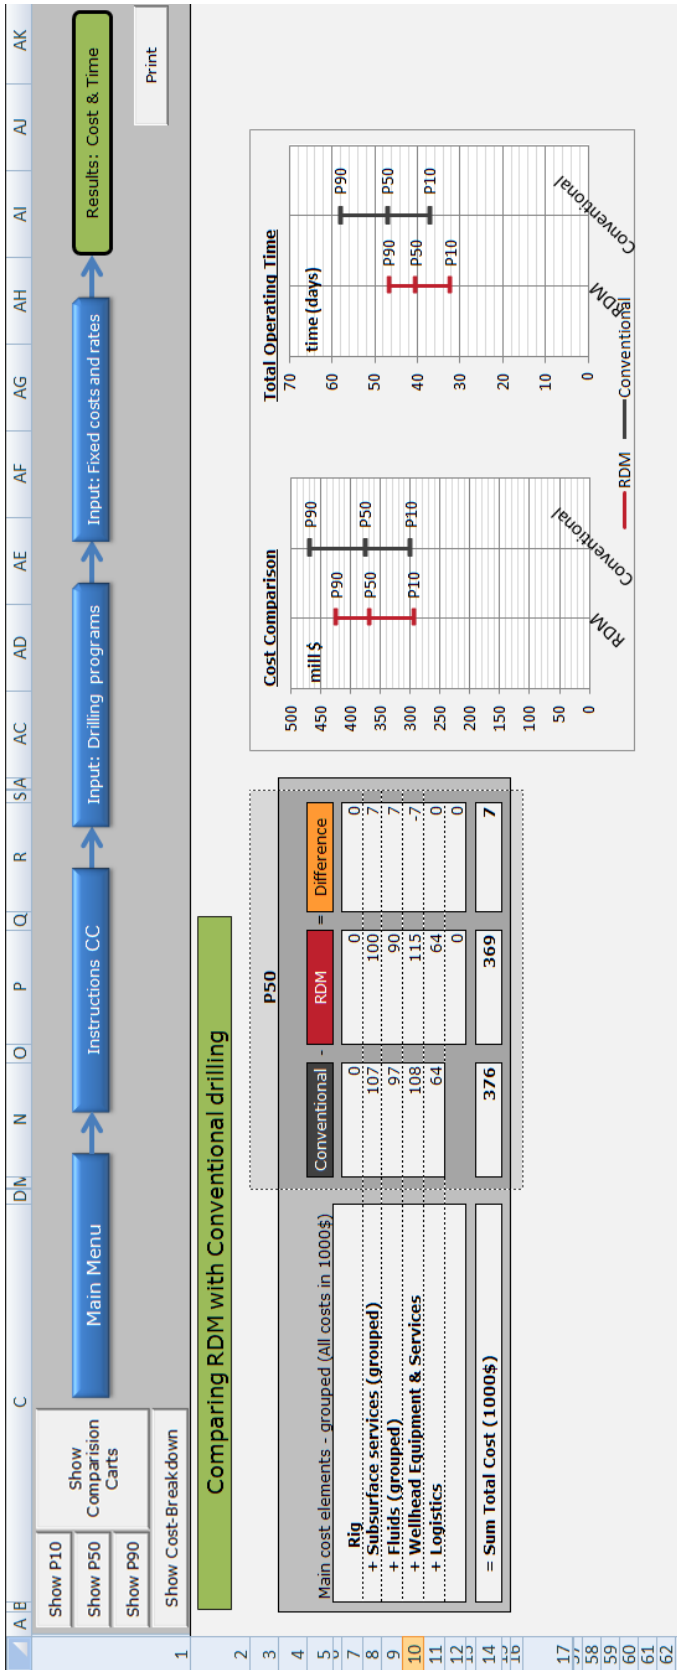 A B C DN N O P Q R S A AC AD AE AF AG AH AI AJ AK
Show P10
Show P50
Show P90
Show
Comparision
Carts
Show Cost-Breakdown
Main Menu
Instructions CC
Input: Drilling programs
Input: Fixed costs and rates
Results: Cost & Time
Print
1
2
3
4
5
6
7
8
9
10
11
12
13
14
15
16
17
57
58
59
60
61
62
Comparing RDM with Conventional drilling
P50
Main cost elements - grouped (All costs in 1000$)
Conventional - RDM = Difference
Rig 0 0 0
+ Subsurface services (grouped) 107 100 7
+ Fluids (grouped) 97 90 7
+ Wellhead Equipment & Services 108 115 -7
+ Logistics 64 64 0
0 0
= Sum Total Cost (1000$) 376 369 7
Cost Comparison
mill $
500
450
400
350
300
250
200
150
100
50
0
P90
P50
P10
P90
P50
P10
RDM
Conventional
Total Operating Time
time (days)
70
60
50
40
30
20
10
0
P90
P50
P10
P90
P50
P10
RDM
Conventional
RDM Conventional